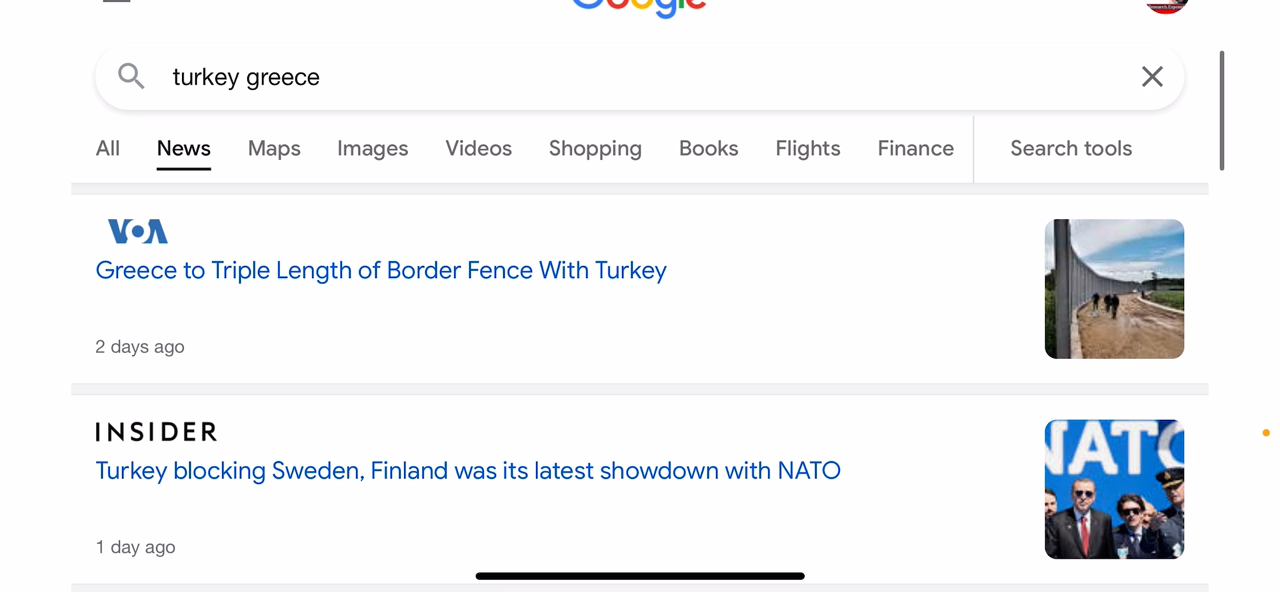 Google
turkey greece
All News Maps Images Videos Shopping Books Flights Finance Search tools
VOA
Greece to Triple Length of Border Fence With Turkey
2 days ago
INSIDER
Turkey blocking Sweden, Finland was its latest showdown with NATO
NATO
1 day ago